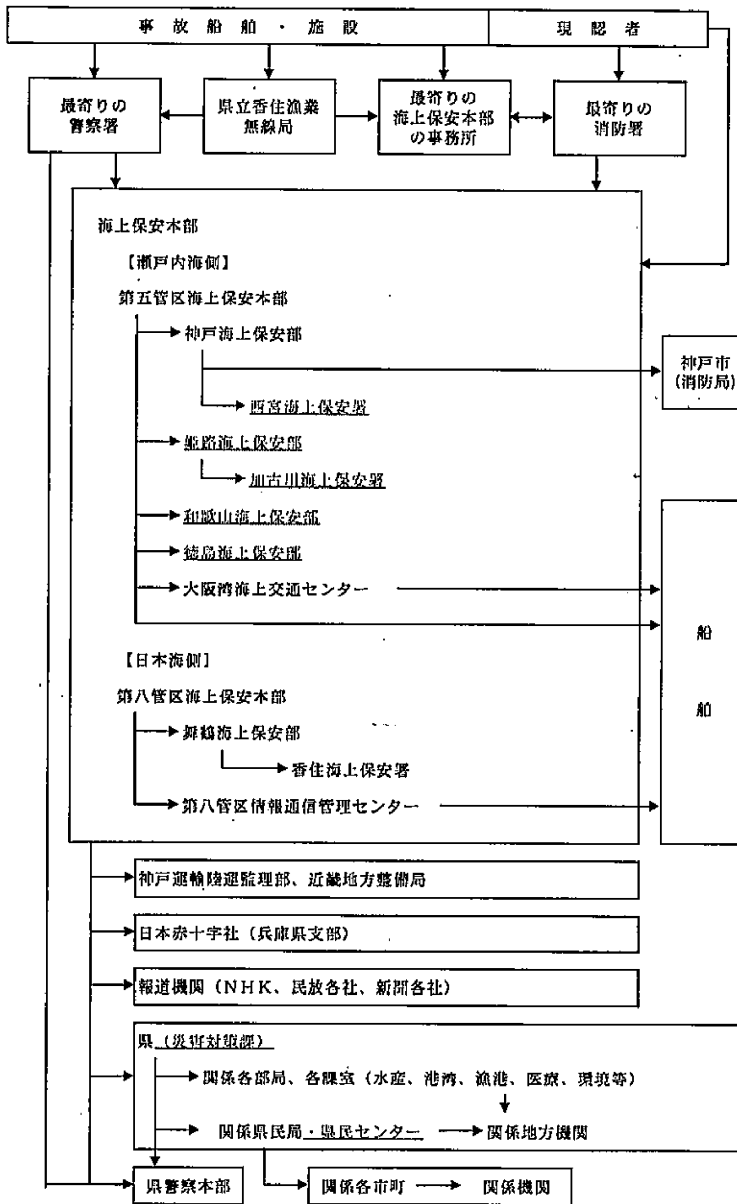 事故船舶・施設
現認者
最寄りの
警察署
県立香住漁業
無線局
最寄りの
海上保安本部
の事務所
最寄りの
消防署
海上保安本部
【瀬戸内海側】
第五管区海上保安本部
神戸海上保安部
神戸市
(消防局)
西宮海上保安署
姫路海上保安部
加古川海上保安署
和歌山海上保安部
徳島海上保安部
大阪湾海上交通センター
船舶
【日本海側】
第八管区海上保安本部
舞鶴海上保安部
香住海上保安署
第八管区情報通信管理センター
神戸運輸陸運監理部、近畿地方整備局
日本赤十字社(兵庫県支部)
報道機関(NHK、民放各社、新聞各社)
県(災害対策課)
関係各部局、各課室(水産、港湾、漁港、医療、環境等)
関係県民局・県民センター
関係地方機関
県警察本部
関係各市町
関係機関